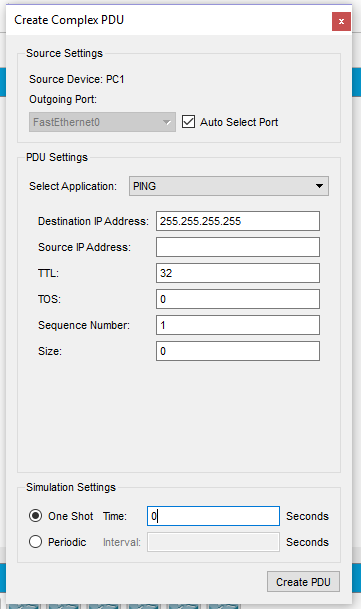 Create Complex PDU
x
Source Settings
Source Device: PC1
Outgoing Port:
FastEthernet0 Auto Select Port
PDU Settings
Select Application: PING
Destination IP Address: 255.255.255.255
Source IP Address:
TTL: 32
TOS: 0
Sequence Number: 1
Size: 0
Simulation Settings
One Shot Time: 0 Seconds
Periodic Interval: Seconds
Create PDU